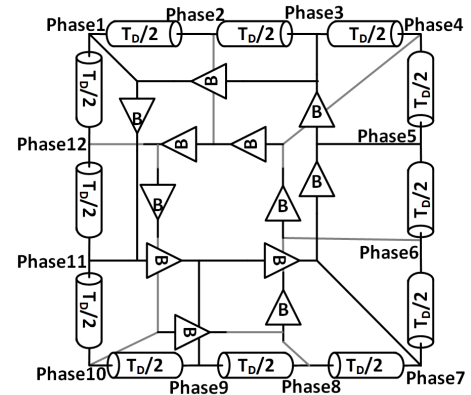 Phase1
Phase2
Phase3
Phase4
T_D/2
T_D/2
T_D/2
T_D/2
B
T_D/2
B
B
Phase5
Phase12
B
B
B
T_D/2
B
B
T_D/2
Phase6
Phase11
B
B
T_D/2
B
T_D/2
B
Phase10
T_D/2
T_D/2
T_D/2
Phase7
Phase9
Phase8